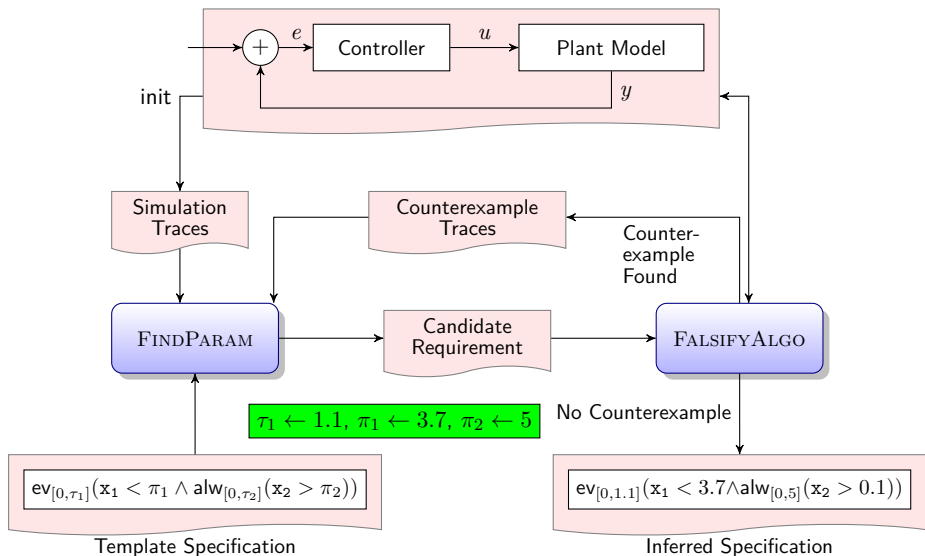 +
e
Controller
u
Plant Model
y
init
Simulation
Traces
Counterexample
Traces
Counter-
example
Found
FINDPARAM
Candidate
Requirement
FALSIFYALGO
τ₁ ← 1.1, π₁ ← 3.7, π₂ ← 5
No Counterexample
ev[0,τ₁](x₁ < π₁ ∧ alw[0,τ₂](x₂ > π₂))
Template Specification
ev[0,1.1](x₁ < 3.7∧alw[0,5](x₂ > 0.1))
Inferred Specification